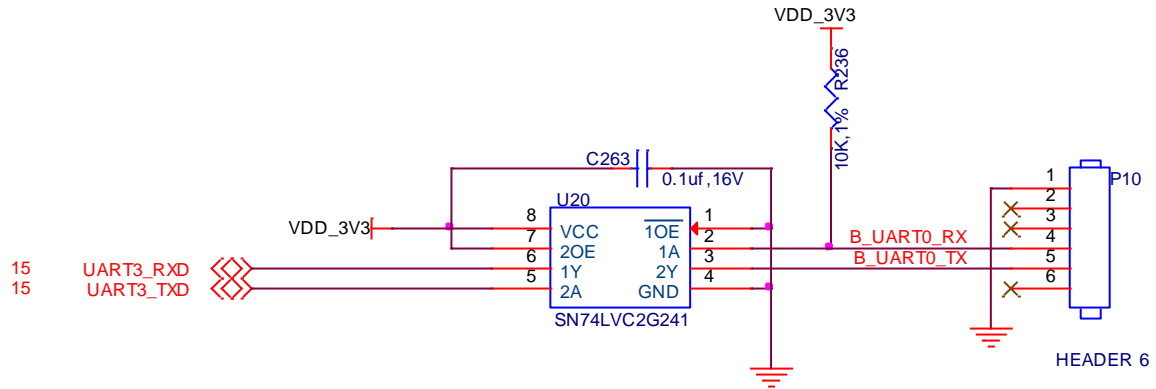 VDD_3V3
R236
10K,1%
C263
0.1uf,16V
U20
P10
VDD_3V3
8 VCC 1OE 1
7 2OE 1A 2
6 1Y 2Y 3
5 2A GND 4
SN74LVC2G241
15 UART3_RXD
15 UART3_TXD
B_UART0_RX
B_UART0_TX
1
2
3
4
5
6
HEADER 6